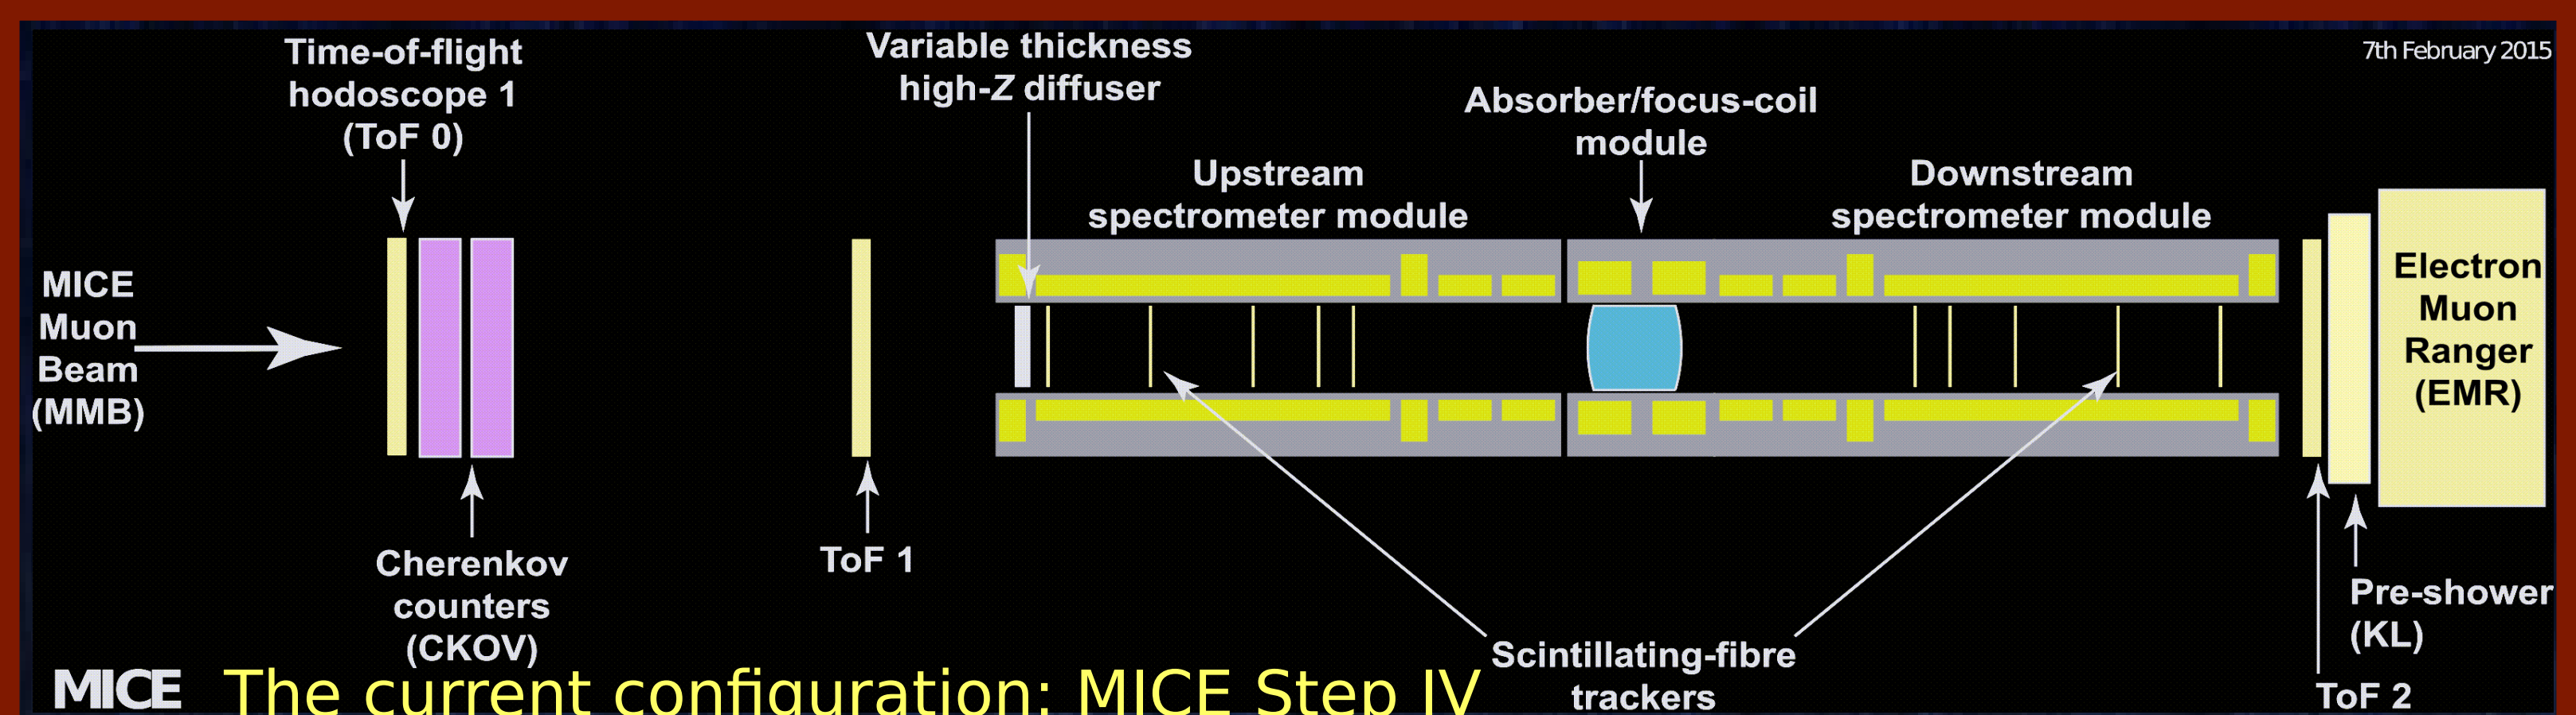 Time-of-flight
hodoscope 1
(ToF 0)
Variable thickness
high-Z diffuser
7th February 2015
Absorber/focus-coil
module
Upstream
spectrometer module
Downstream
spectrometer module
MICE
Muon
Beam
(MMB)
Electron
Muon
Ranger
(EMR)
Cherenkov
counters
(CKOV)
ToF 1
Scintillating-fibre
trackers
Pre-shower
(KL)
ToF 2
MICE
The current configuration: MICE Step IV